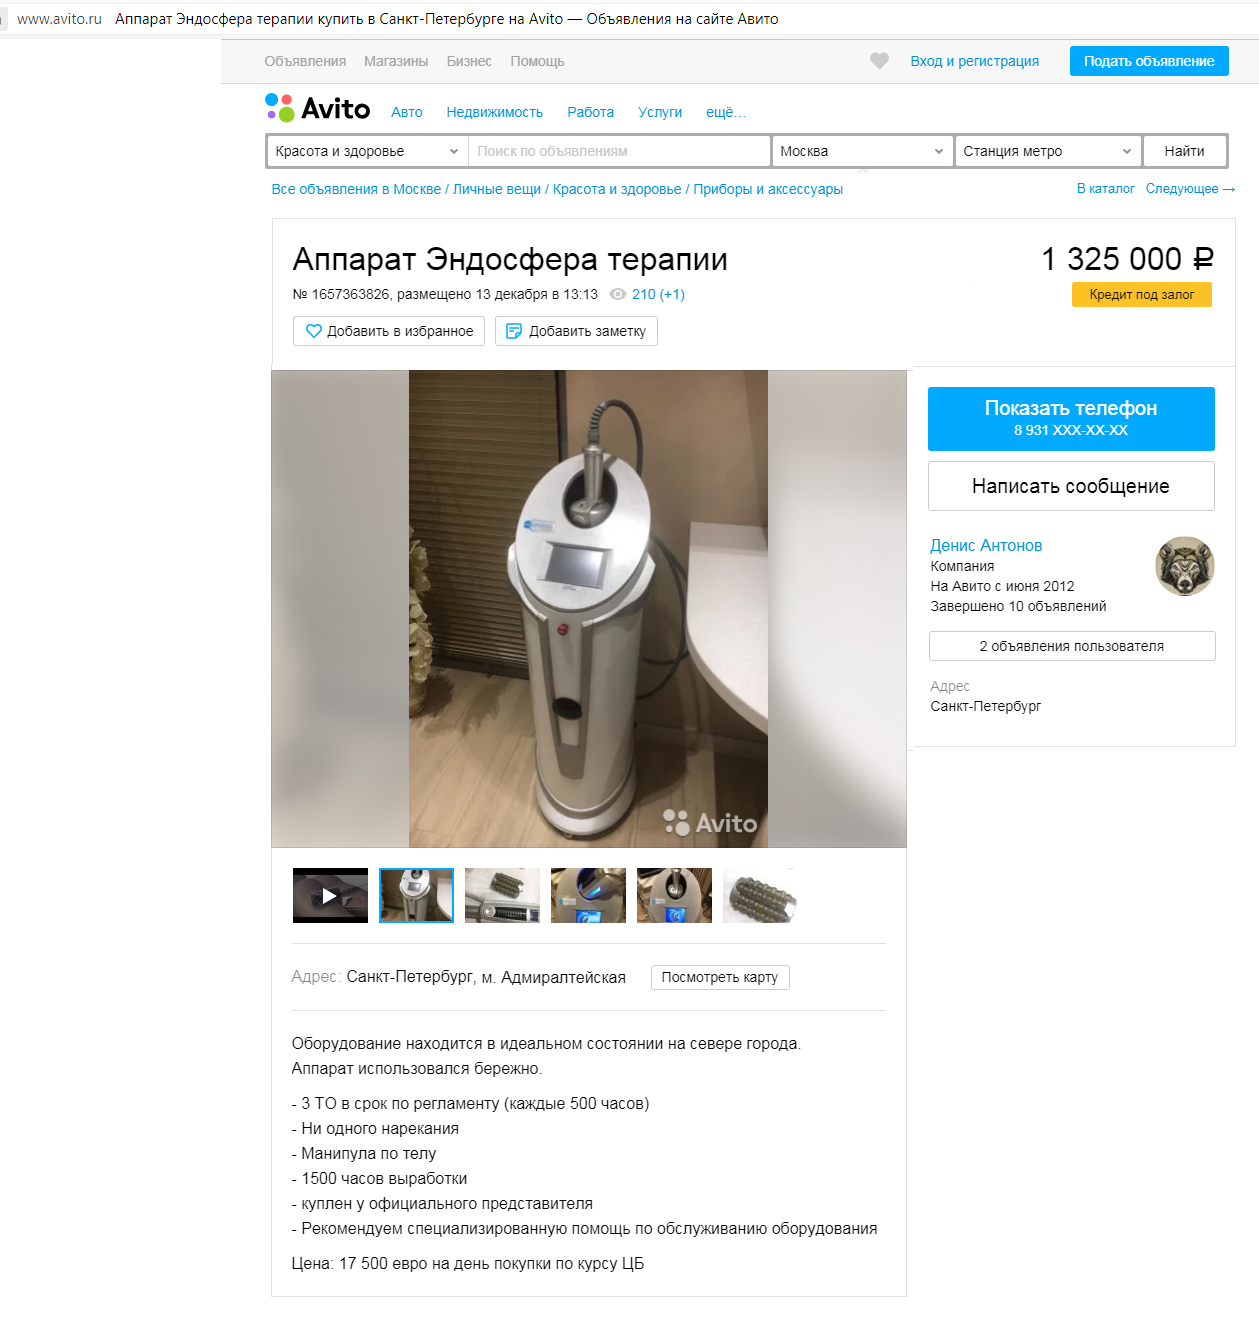 www.avito.ru Аппарат Эндосфера терапии купить в Санкт-Петербурге на Avito — Объявления на сайте Авито
Объявления Магазины Бизнес Помощь Вход и регистрация Подать объявление
Avito Авто Недвижимость Работа Услуги ещё...
Красота и здоровье Поиск по объявлениям Москва Станция метро Найти
Все объявления в Москве / Личные вещи / Красота и здоровье / Приборы и аксессуары В каталог Следующее →
Аппарат Эндосфера терапии 1 325 000 ₽
№ 1657363826, размещено 13 декабря в 13:13 210 (+1) Кредит под залог
Добавить в избранное Добавить заметку
Показать телефон
8 931 XXX-XX-XX
Написать сообщение
Денис Антонов
Компания
На Авито с июня 2012
Завершено 10 объявлений
2 объявления пользователя
Адрес
Санкт-Петербург
Avito
Адрес: Санкт-Петербург, м. Адмиралтейская Посмотреть карту
Оборудование находится в идеальном состоянии на севере города.
Аппарат использовался бережно.
- 3 ТО в срок по регламенту (каждые 500 часов)
- Ни одного нарекания
- Манипула по телу
- 1500 часов выработки
- куплен у официального представителя
- Рекомендуем специализированную помощь по обслуживанию оборудования
Цена: 17 500 евро на день покупки по курсу ЦБ